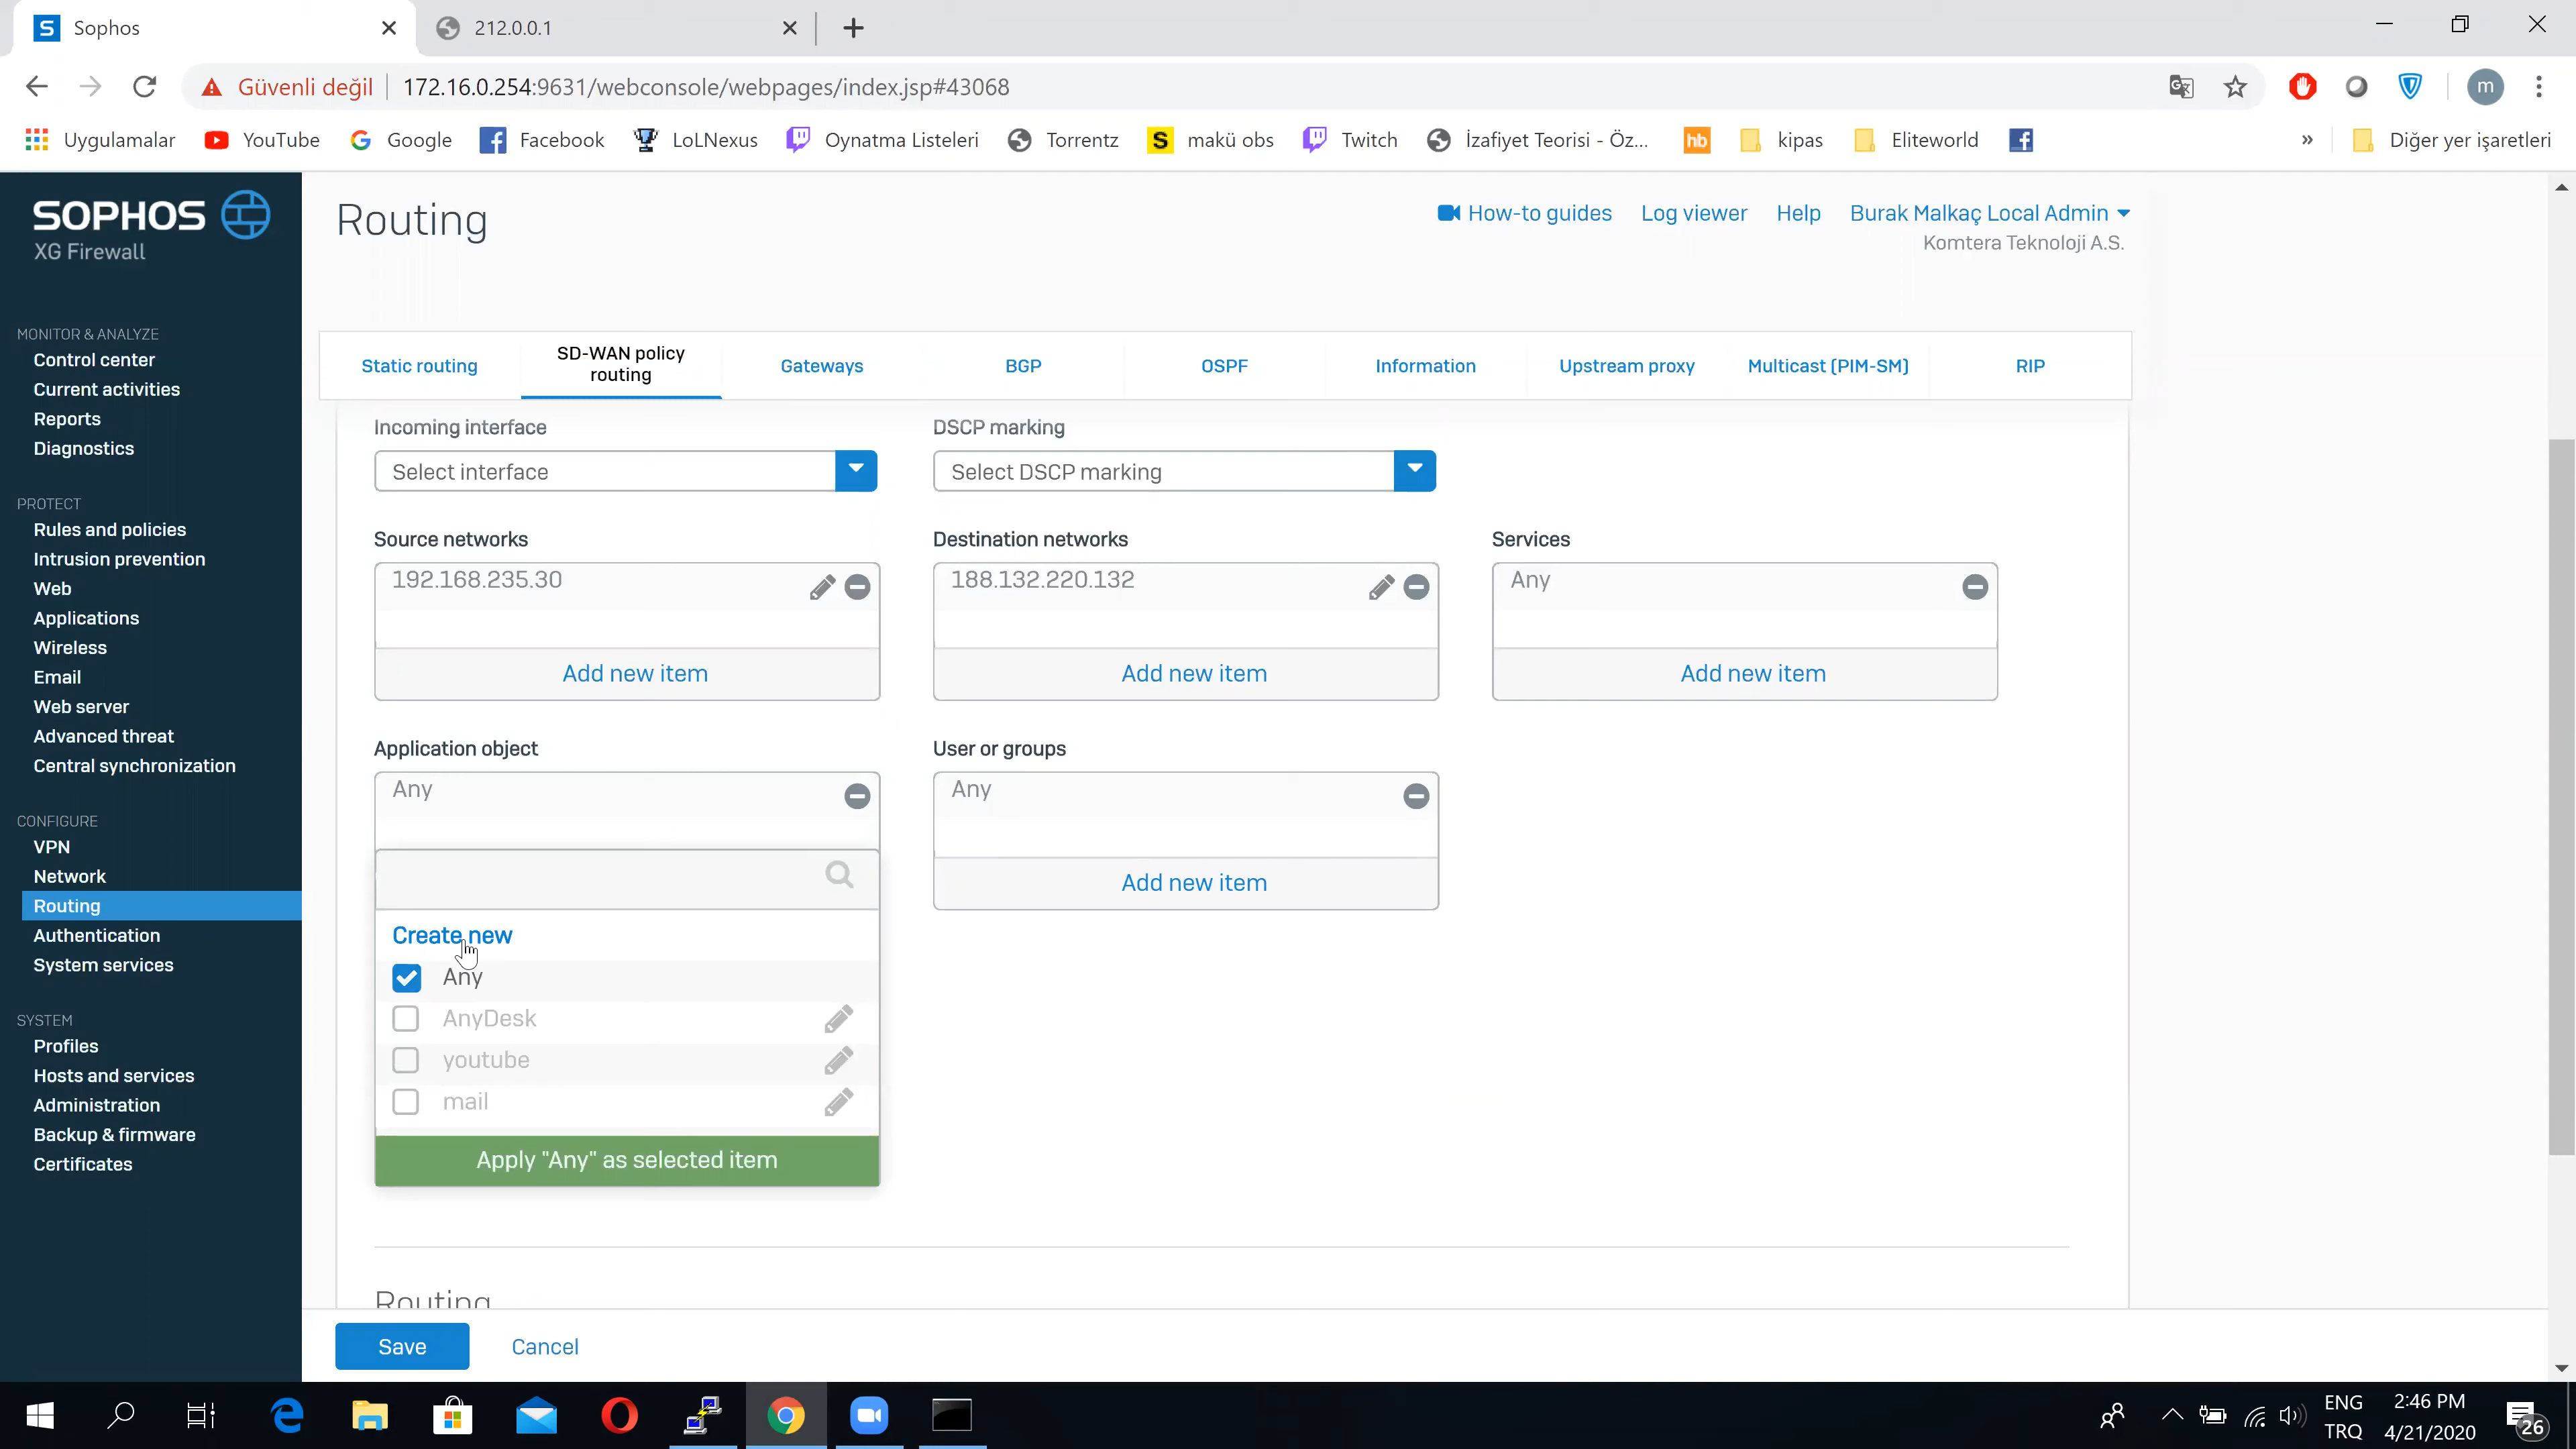 Sophos
212.0.0.1
Güvenli değil
172.16.0.254:9631/webconsole/webpages/index.jsp#43068
m
Uygulamalar
YouTube
Google
Facebook
LoLNexus
Oynatma Listeleri
Torrentz
S
makü obs
Twitch
İzafiyet Teorisi - Öz...
hb
kipas
Eliteworld
»
Diğer yer işaretleri
SOPHOS
XG Firewall
MONITOR & ANALYZE
Control center
Current activities
Reports
Diagnostics
PROTECT
Rules and policies
Intrusion prevention
Web
Applications
Wireless
Email
Web server
Advanced threat
Central synchronization
CONFIGURE
VPN
Network
Routing
Authentication
System services
SYSTEM
Profiles
Hosts and services
Administration
Backup & firmware
Certificates
Routing
How-to guides
Log viewer
Help
Burak Malkaç Local Admin
Komtera Teknoloji A.S.
Static routing
SD-WAN policy
routing
Gateways
BGP
OSPF
Information
Upstream proxy
Multicast (PIM-SM)
RIP
Incoming interface
DSCP marking
Select interface
Select DSCP marking
Source networks
Destination networks
Services
192.168.235.30
188.132.220.132
Any
Add new item
Add new item
Add new item
Application object
User or groups
Any
Any
Add new item
Create new
Any
AnyDesk
youtube
mail
Apply "Any" as selected item
Routing
Save
Cancel
ENG
TRQ
2:46 PM
4/21/2020
26